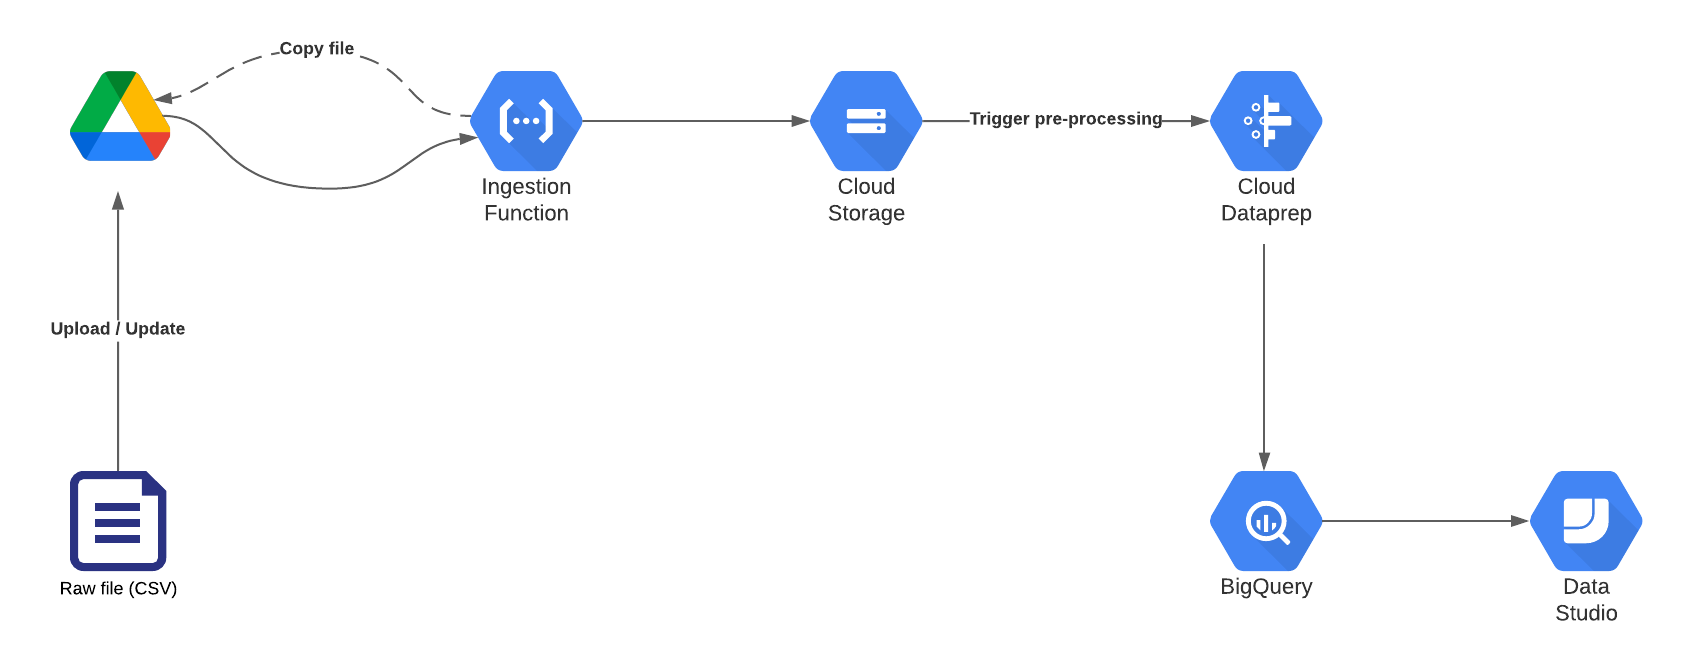 Copy file
Ingestion
Function
Cloud
Storage
Trigger pre-processing
Cloud
Dataprep
Upload / Update
Raw file (CSV)
BigQuery
Data
Studio